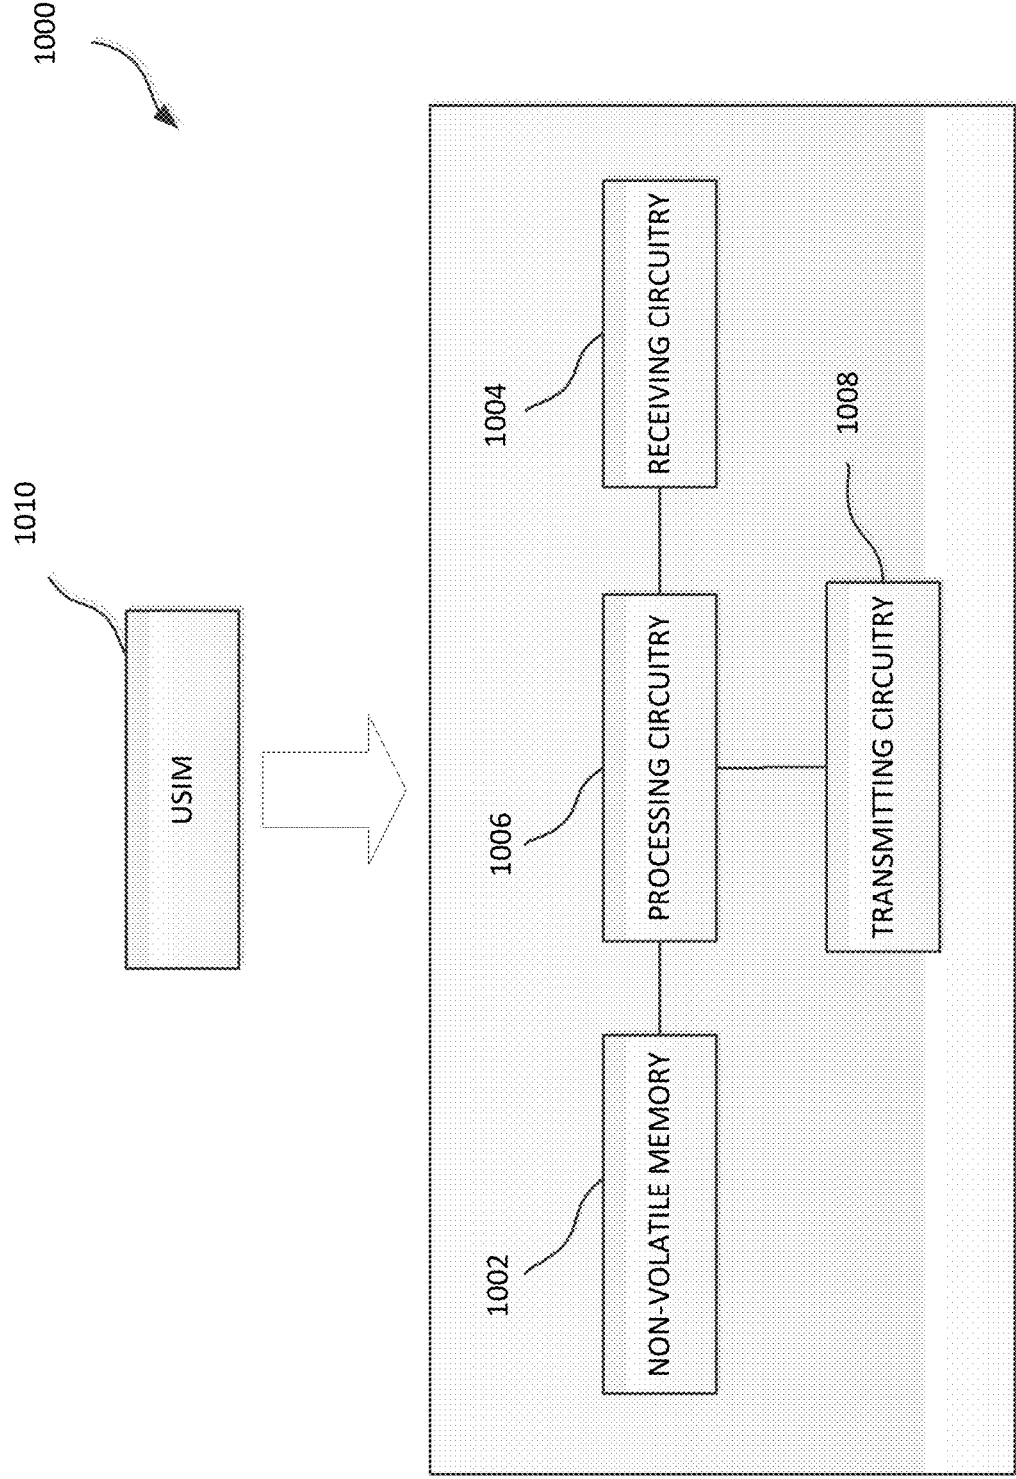 1000
1010
USIM
1002
1006
1004
NON-VOLATILE MEMORY
PROCESSING CIRCUITRY
RECEIVING CIRCUITRY
1008
TRANSMITTING CIRCUITRY